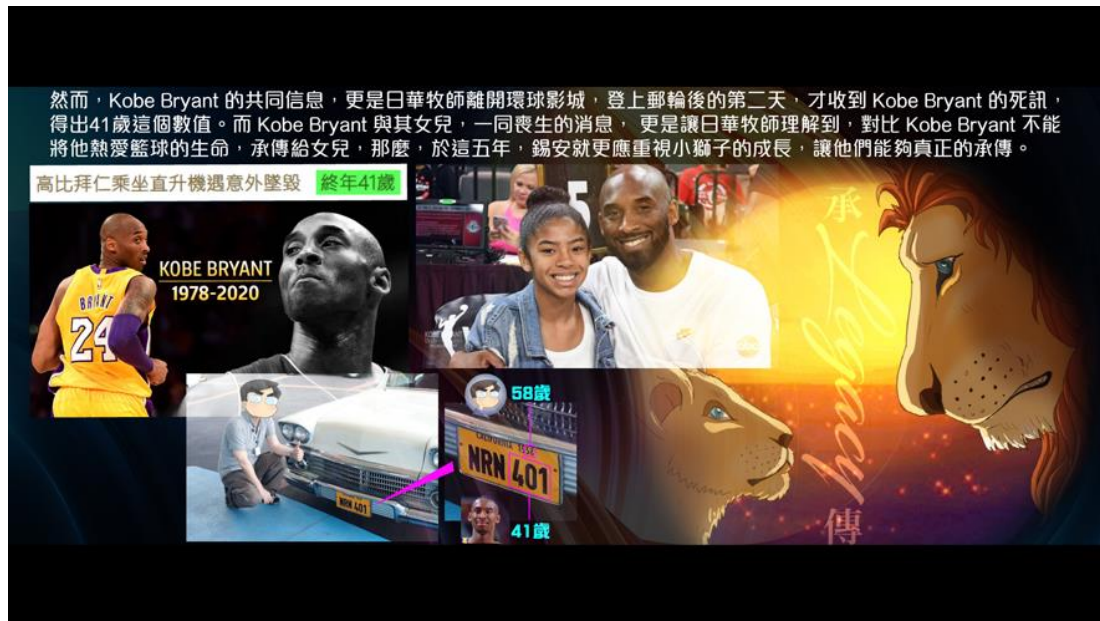 然而，Kobe Bryant 的共同信息，更是日華牧師離開環球影城，登上郵輪後的第二天，才收到 Kobe Bryant 的死訊，
得出41歲這個數值。而 Kobe Bryant 與其女兒，一同喪生的消息， 更是讓日華牧師理解到，對比 Kobe Bryant 不能
將他熱愛籃球的生命，承傳給女兒，那麼，於這五年，錫安就更應重視小獅子的成長，讓他們能夠真正的承傳。
高比拜仁乘坐直升機遇意外墜毀 終年41歲
KOBE BRYANT
1978-2020
BRYANT
24
5
承
Legacy
傳
58歲
CALIFORNIA
NRN 401
NRN 401
41歲